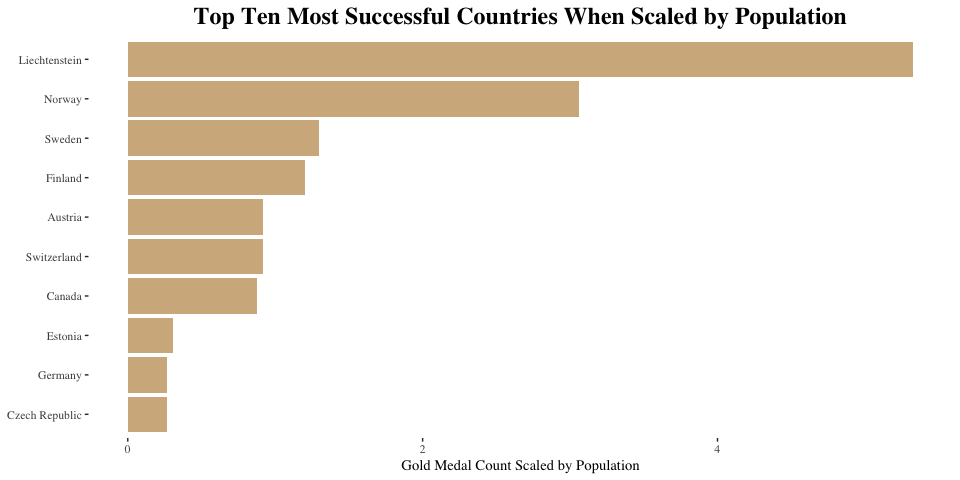 Top Ten Most Successful Countries When Scaled by Population
Liechtenstein
Norway
Sweden
Finland
Austria
Switzerland
Canada
Estonia
Germany
Czech Republic
0 2 4
Gold Medal Count Scaled by Population